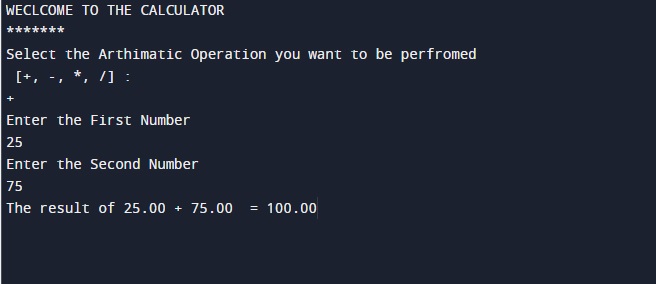 WECLCOME TO THE CALCULATOR
*******
Select the Arthimatic Operation you want to be perfromed
[+, -, *, /] :
+
Enter the First Number
25
Enter the Second Number
75
The result of 25.00 + 75.00  = 100.00